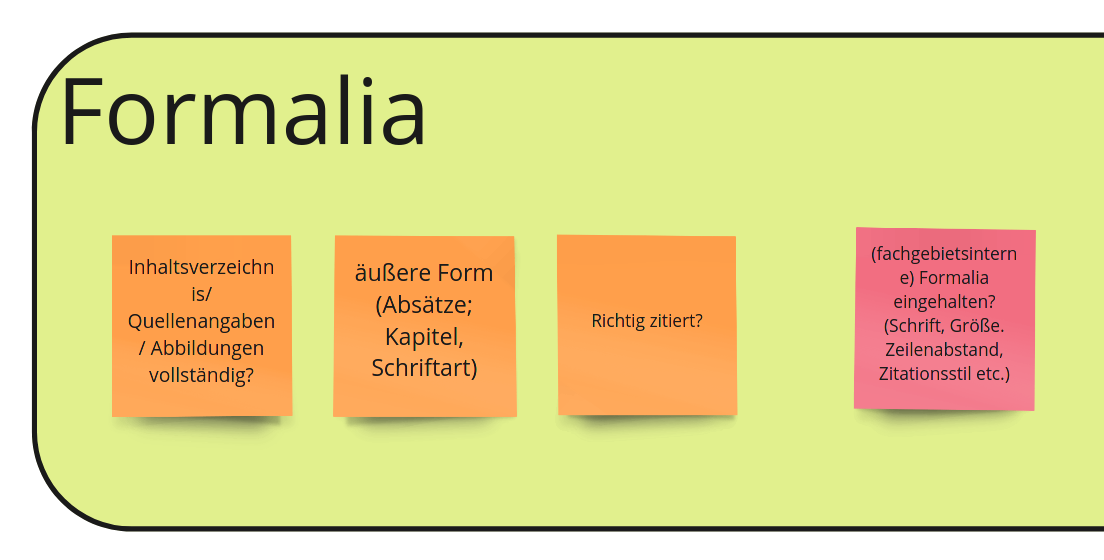 Formalia
Inhaltsverzeichn
is/
Quellenangaben
/ Abbildungen
vollständig?
äußere Form
(Absätze;
Kapitel,
Schriftart)
Richtig zitiert?
(fachgebietsintern
e) Formalia
eingehalten?
(Schrift, Größe.
Zeilenabstand,
Zitationsstil etc.)